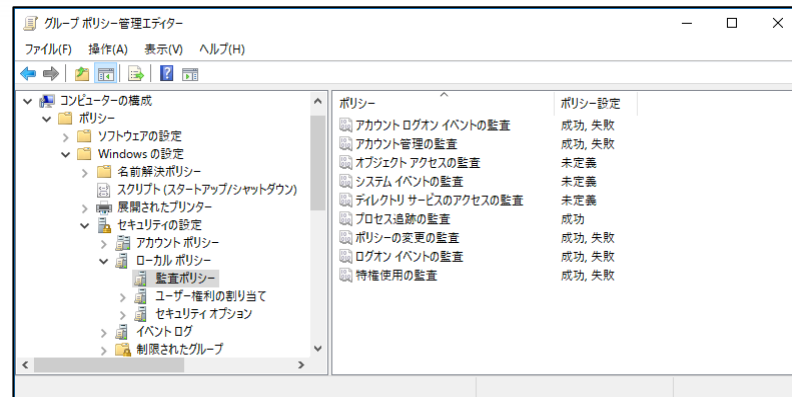 グループ ポリシー管理エディター
ファイル(F) 操作(A) 表示(V) ヘルプ(H)
コンピューターの構成
ポリシー
ソフトウェアの設定
Windows の設定
名前解決ポリシー
スクリプト (スタートアップ/シャットダウン)
展開されたプリンター
セキュリティの設定
アカウント ポリシー
ローカル ポリシー
監査ポリシー
ユーザー権利の割り当て
セキュリティ オプション
イベント ログ
制限されたグループ
ポリシー ポリシー設定
アカウント ログオン イベントの監査 成功, 失敗
アカウント管理の監査 成功, 失敗
オブジェクト アクセスの監査 未定義
システム イベントの監査 未定義
ディレクトリ サービスのアクセスの監査 未定義
プロセス追跡の監査 成功
ポリシーの変更の監査 成功, 失敗
ログオン イベントの監査 成功, 失敗
特権使用の監査 成功, 失敗